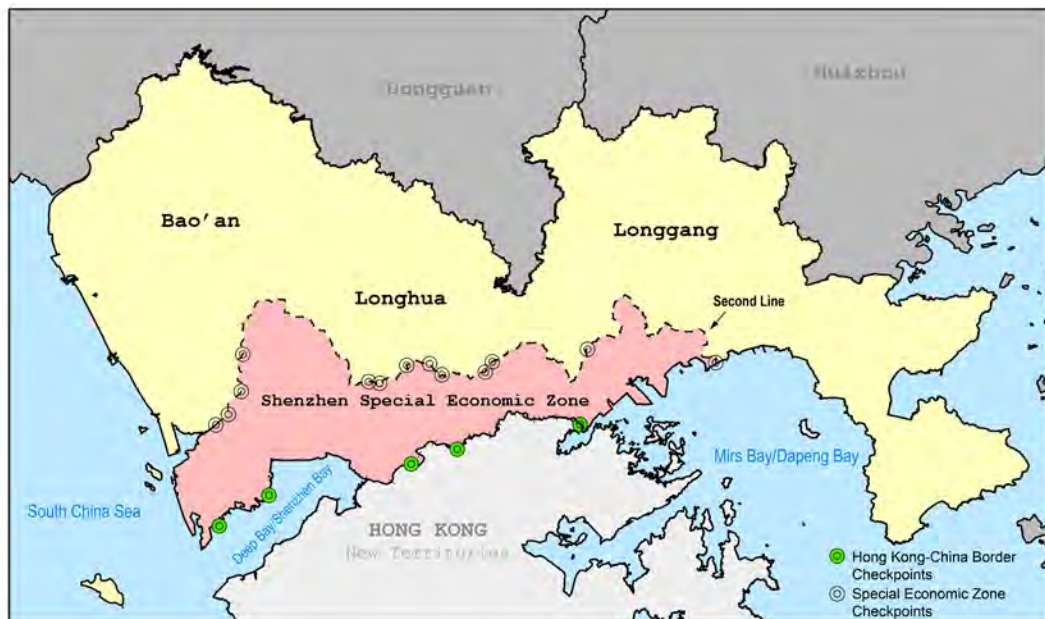 Dongguan
Huizhou
Bao'an
Longgang
Longhua
Second Line
Shenzhen Special Economic Zone
Mirs Bay/Dapeng Bay
South China Sea
Deep Bay/Shenzhen Bay
HONG KONG
New Territories
Hong Kong-China Border
Checkpoints
Special Economic Zone
Checkpoints